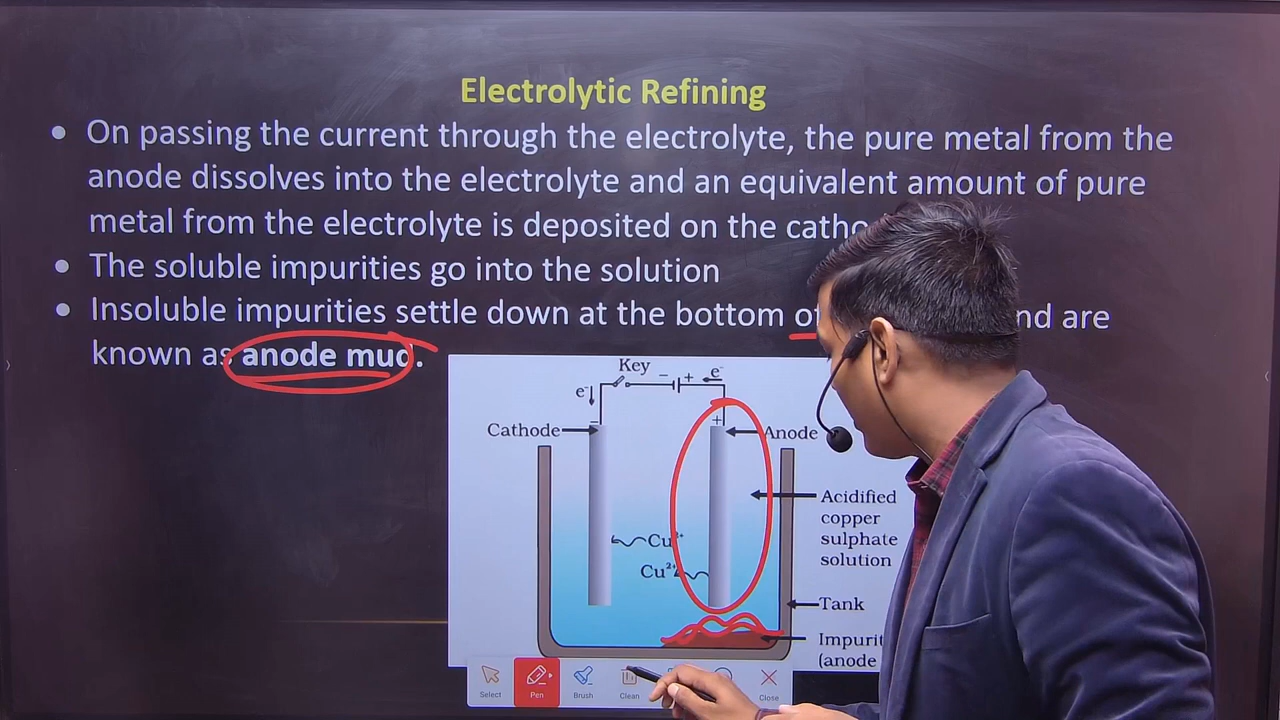 Electrolytic Refining
• On passing the current through the electrolyte, the pure metal from the
anode dissolves into the electrolyte and an equivalent amount of pure
metal from the electrolyte is deposited on the
• The soluble impurities go into the solution
• Insoluble impurities settle down at the bottom of are
known as anode mud.
Key
− + e⁻
e⁻
− +
Cathode Anode
Acidified
copper
sulphate
solution
Cu²⁺
Cu²⁺
Tank
(anode
Select Pen Brush Clean Close